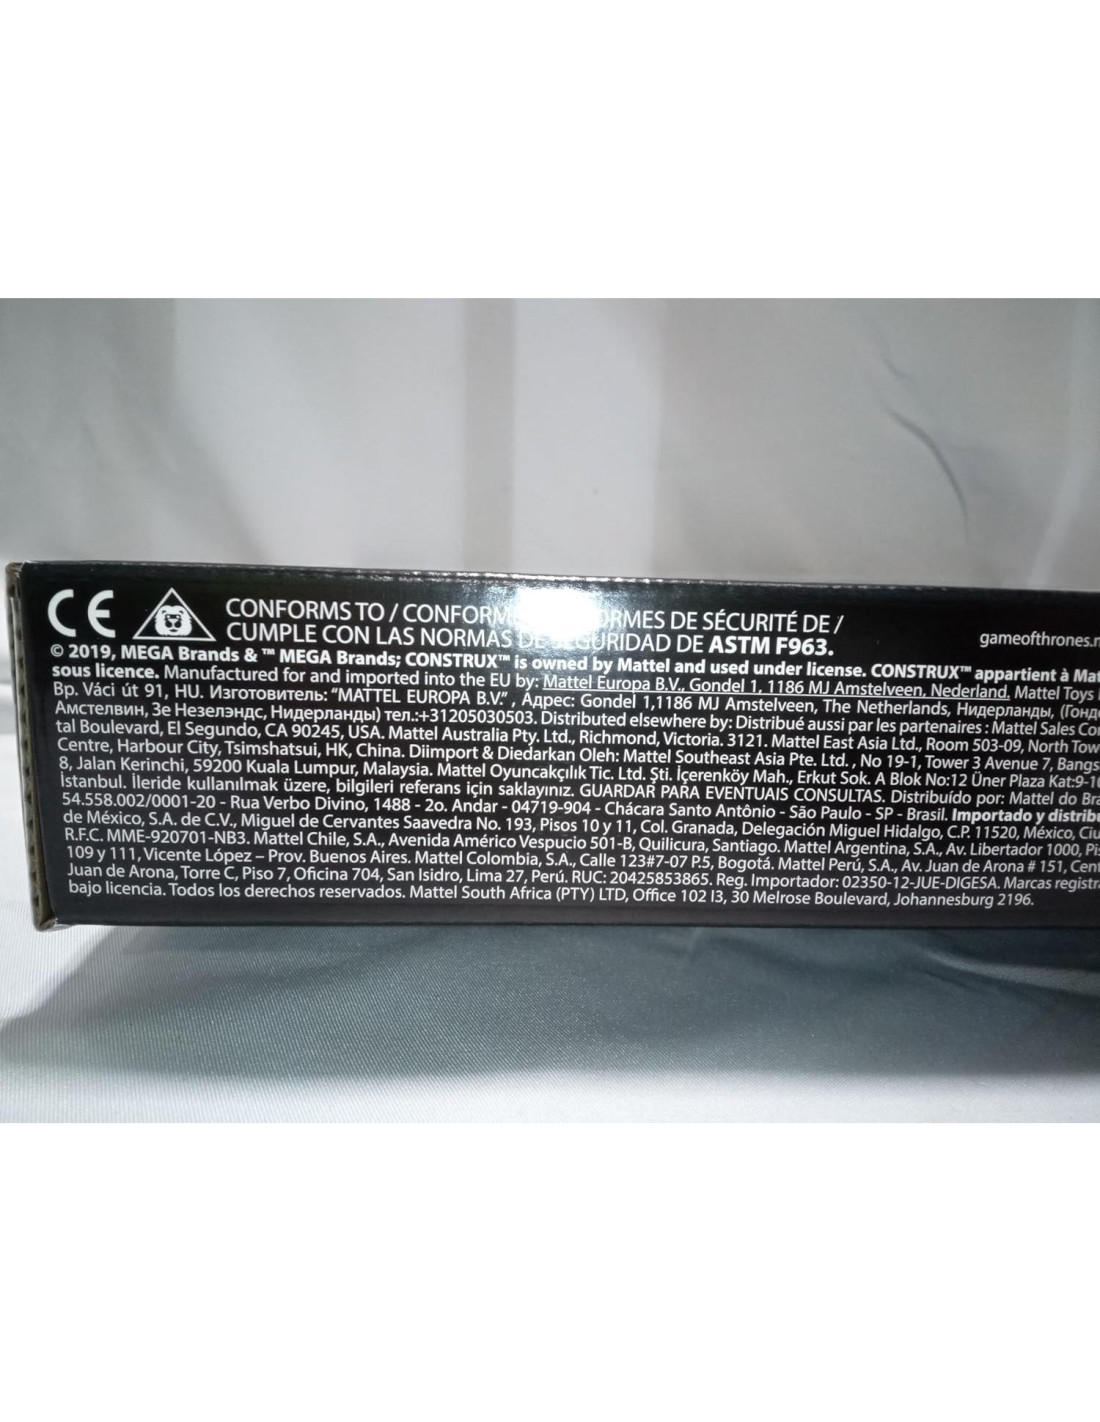 CE
CONFORMS TO / CONFORM ORMES DE SÉCURITÉ DE /
CUMPLE CON LAS NORMAS DE SEGURIDAD DE ASTM F963.
gameofthrones.m
© 2019, MEGA Brands & ™ MEGA Brands; CONSTRUX™ is owned by Mattel and used under license. CONSTRUX™ appartient à Mat
sous licence. Manufactured for and imported into the EU by: Mattel Europa B.V., Gondel 1, 1186 MJ Amstelveen, Nederland. Mattel Toys
Bp. Váci út 91, HU. Изготовитель: “MATTEL EUROPA B.V.” , Адрес: Gondel 1,1186 MJ Amstelveen, The Netherlands, Нидерланды, (Гонд
Амстелвин, Зе Незелэндс, Нидерланды) тел.:+31205030503. Distributed elsewhere by: Distribué aussi par les partenaires : Mattel Sales Co
tal Boulevard, El Segundo, CA 90245, USA. Mattel Australia Pty. Ltd., Richmond, Victoria. 3121. Mattel East Asia Ltd., Room 503-09, North Tow
Centre, Harbour City, Tsimshatsui, HK, China. Diimport & Diedarkan Oleh: Mattel Southeast Asia Pte. Ltd. , No 19-1, Tower 3 Avenue 7, Bangs
8, Jalan Kerinchi, 59200 Kuala Lumpur, Malaysia. Mattel Oyuncakçılık Tic. Ltd. Şti. İçerenköy Mah., Erkut Sok. A Blok No:12 Üner Plaza Kat:9-10
İstanbul. İleride kullanılmak üzere, bilgileri referans için saklayınız. GUARDAR PARA EVENTUAIS CONSULTAS. Distribuído por: Mattel do Bra
54.558.002/0001-20 - Rua Verbo Divino, 1488 - 2o. Andar - 04719-904 - Chácara Santo Antônio - São Paulo - SP - Brasil. Importado y distribu
de México, S.A. de C.V., Miguel de Cervantes Saavedra No. 193, Pisos 10 y 11, Col. Granada, Delegación Miguel Hidalgo, C.P. 11520, México, Ciu
R.F.C. MME-920701-NB3. Mattel Chile, S.A., Avenida Américo Vespucio 501-B, Quilicura, Santiago. Mattel Argentina, S.A., Av. Libertador 1000, Pis
109 y 111, Vicente López – Prov. Buenos Aires. Mattel Colombia, S.A., Calle 123#7-07 P.5, Bogotá. Mattel Perú, S.A., Av. Juan de Arona # 151, Cent
Juan de Arona, Torre C, Piso 7, Oficina 704, San Isidro, Lima 27, Perú. RUC: 20425853865. Reg. Importador: 02350-12-JUE-DIGESA. Marcas registra
bajo licencia. Todos los derechos reservados. Mattel South Africa (PTY) LTD, Office 102 I3, 30 Melrose Boulevard, Johannesburg 2196.